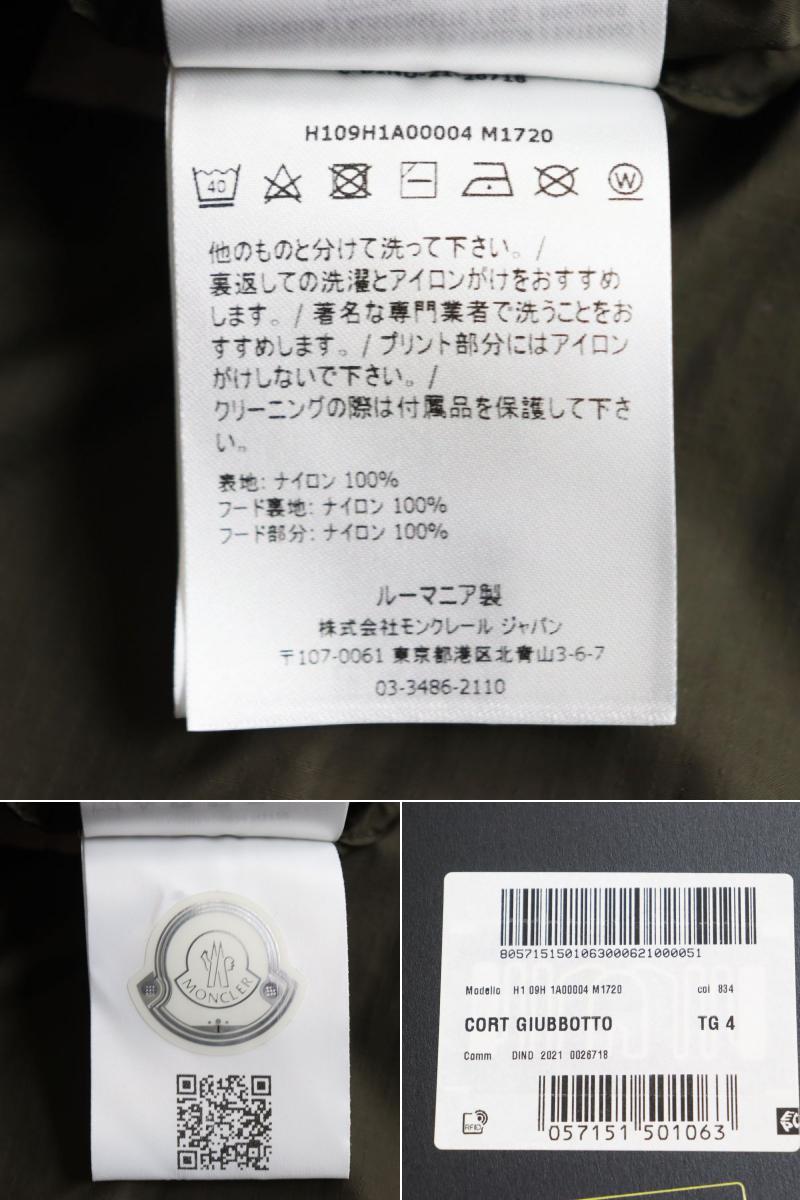 H109H1A00004 M1720
40
W
他のものと分けて洗って下さい。/
裏返しての洗濯とアイロンがけをおすすめ
します。/ 著名な専門業者で洗うことをお
すすめします。/ プリント部分にはアイロン
がけしないで下さい。/
クリーニングの際は付属品を保護して下さ
い。
表地: ナイロン 100%
フード裏地: ナイロン 100%
フード部分: ナイロン 100%
ルーマニア製
株式会社モンクレール ジャパン
〒107-0061 東京都港区北青山3-6-7
03-3486-2110
MONCLER
8057151501063000621000051
Modello H1 09H 1A00004 M1720 col 834
CORT GIUBBOTTO TG 4
Comm DIND 2021 0026718
RFID
057151 501063